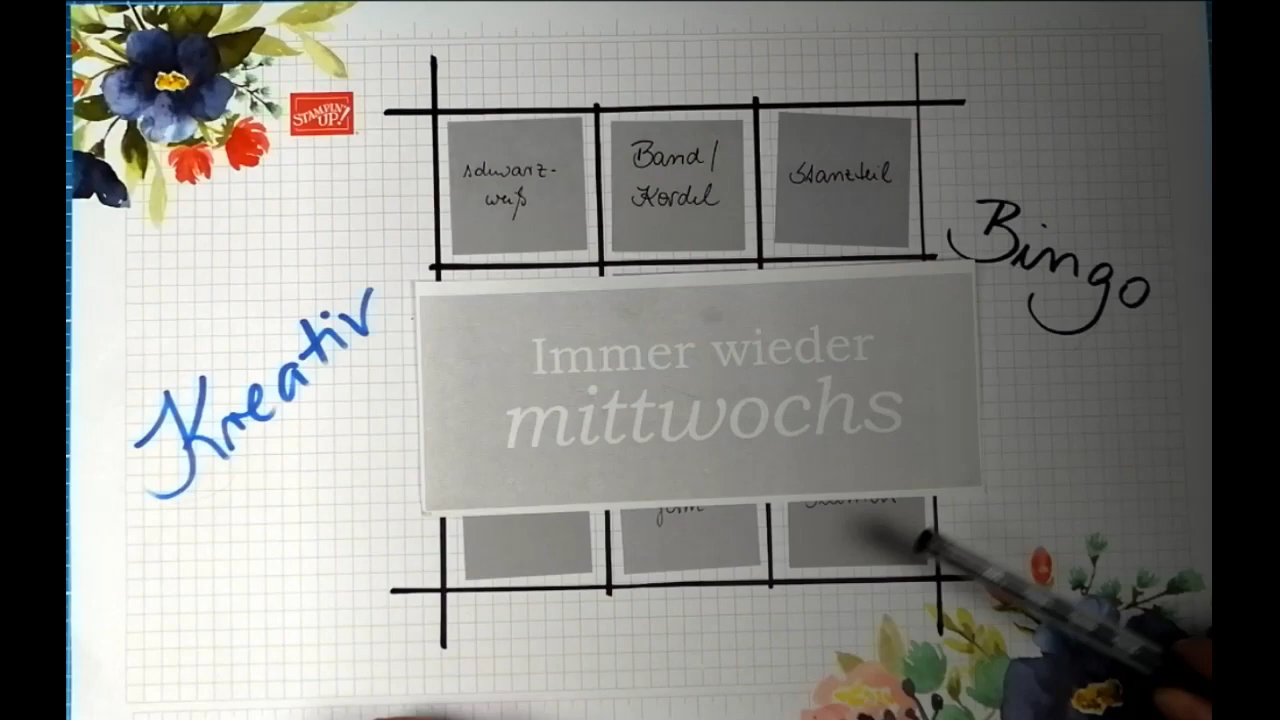 STAMPIN' UP!
schwarz-
weiß
Band /
Kordel
Stanzteil
Bingo
Kreativ
Immer wieder
mittwochs